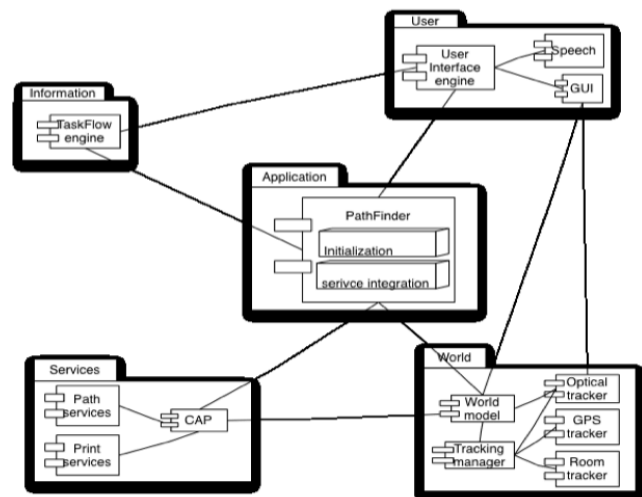 User
User
Interface
engine
Speech
GUI
Information
TaskFlow
engine
Application
PathFinder
Initialization
serivce integration
Services
Path
services
CAP
Print
services
World
World
model
Tracking
manager
Optical
tracker
GPS
tracker
Room
tracker